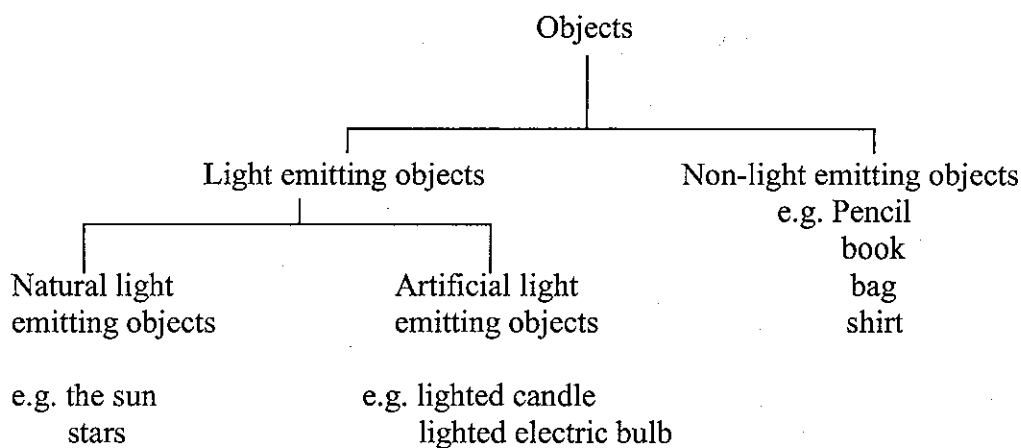 Objects
Light emitting objects
Non-light emitting objects
e.g. Pencil
book
bag
shirt
Natural light
emitting objects
e.g. the sun
stars
Artificial light
emitting objects
e.g. lighted candle
lighted electric bulb